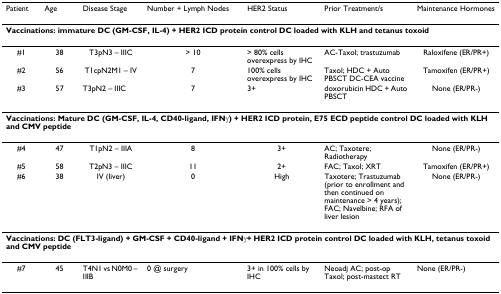 Patient Age Disease Stage Number + Lymph Nodes HER2 Status Prior Treatment/s Maintenance Hormones
Vaccinations: immature DC (GM-CSF, IL-4) + HER2 ICD protein control DC loaded with KLH and tetanus toxoid
#1 38 T3pN3 – IIIC > 10 > 80% cells overexpress by IHC AC-Taxol; trastuzumab Raloxifene (ER/PR+)
#2 56 T1cpN2M1 – IV 7 100% cells overexpress by IHC Taxol; HDC + Auto PBSCT DC-CEA vaccine Tamoxifen (ER/PR+)
#3 57 T3pN2 – IIIC 7 3+ doxorubicin HDC + Auto PBSCT None (ER/PR-)
Vaccinations: Mature DC (GM-CSF, IL-4, CD40-ligand, IFNγ) + HER2 ICD protein, E75 ECD peptide control DC loaded with KLH
and CMV peptide
#4 47 T1pN2 – IIIA 8 3+ AC; Taxotere; Radiotherapy None (ER/PR-)
#5 58 T2pN3 – IIIC 11 2+ FAC; Taxol; XRT Tamoxifen (ER/PR+)
#6 38 IV (liver) 0 High Taxotere; Trastuzumab None (ER/PR-)
(prior to enrollment and
then continued on
maintenance > 4 years);
FAC; Navelbine; RFA of
liver lesion
Vaccinations: DC (FLT3-ligand) + GM-CSF + CD40-ligand + IFNγ+ HER2 ICD protein control DC loaded with KLH, tetanus toxoid
and CMV peptide
#7 45 T4N1 vs N0M0 – IIIB 0 @ surgery 3+ in 100% cells by IHC Neoadj AC; post-op Taxol; post-mastect RT None (ER/PR-)